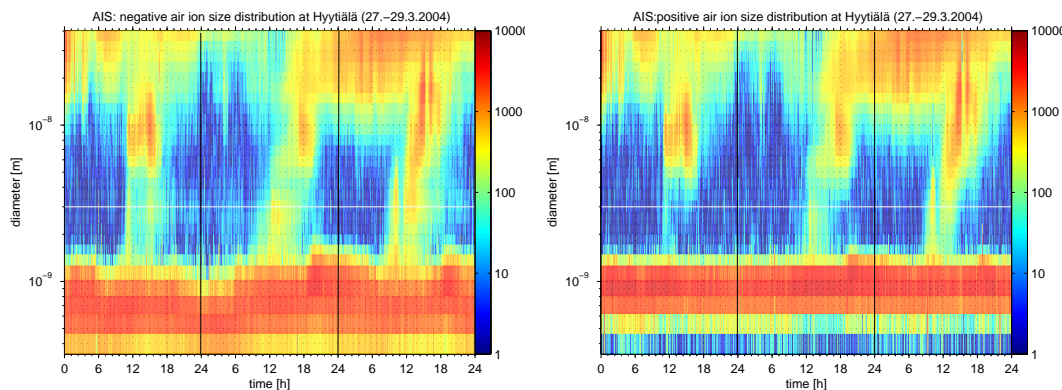 AIS: negative air ion size distribution at Hyytiälä (27.−29.3.2004)
10⁻⁸
10⁻⁹
diameter [m]
0 6 12 18 24 6 12 18 24 6 12 18 24
time [h]
10000
1000
100
10
1
AIS:positive air ion size distribution at Hyytiälä (27.−29.3.2004)
10⁻⁸
10⁻⁹
diameter [m]
0 6 12 18 24 6 12 18 24 6 12 18 24
time [h]
10000
1000
100
10
1